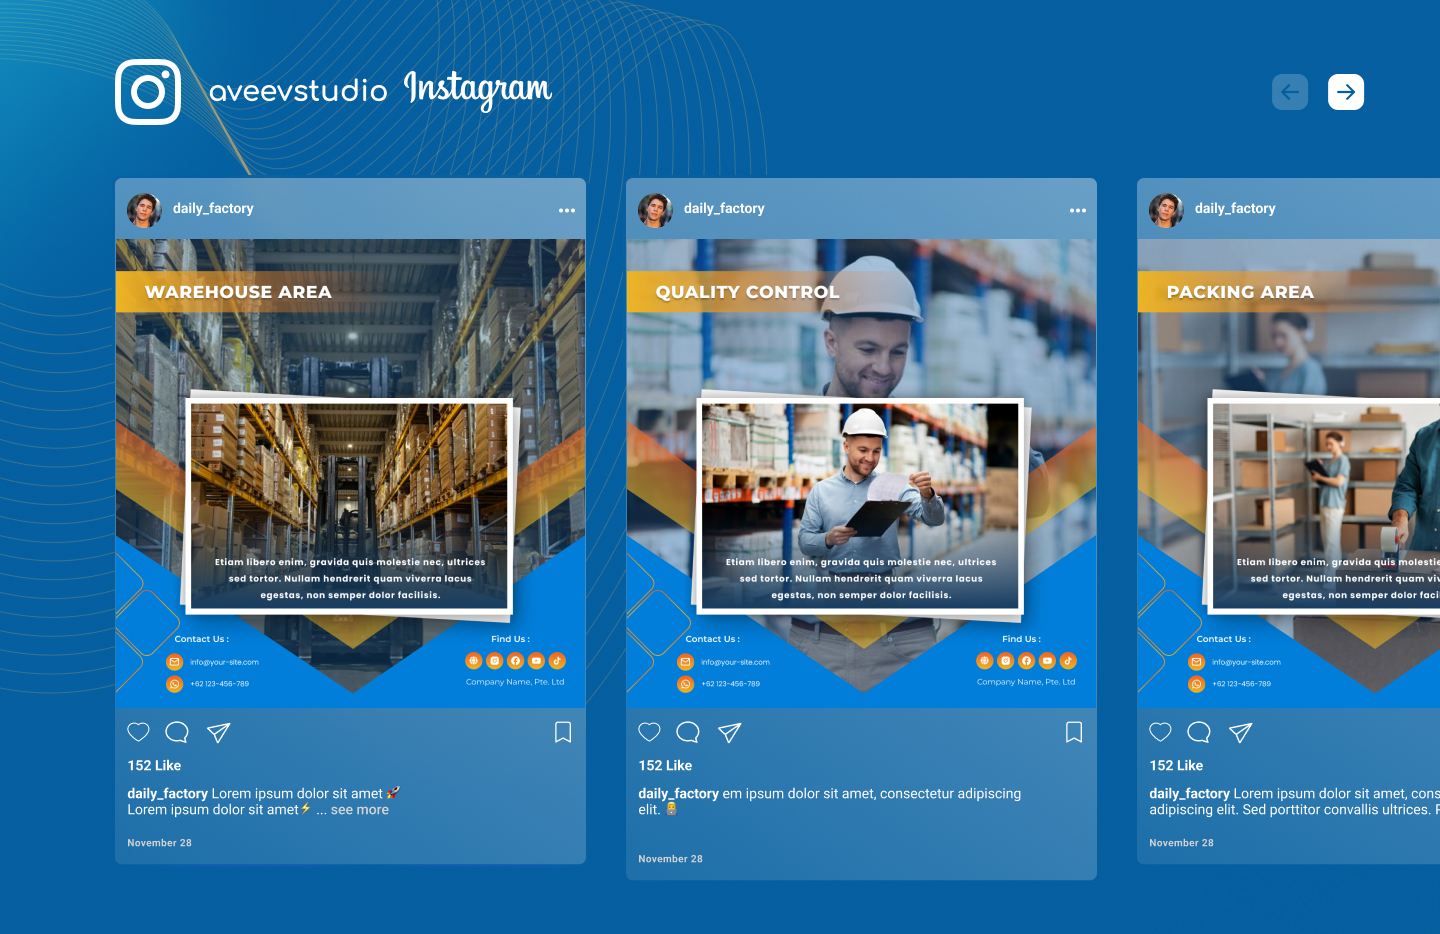 aveevstudio Instagram
daily_factory
WAREHOUSE AREA
Etiam libero enim, gravida quis molestie nec, ultrices
sed tortor. Nullam hendrerit quam viverra lacus
egestas, non semper dolor facilisis.
Contact Us :
info@your-site.com
+62 123-456-789
Find Us :
Company Name, Pte. Ltd
152 Like
daily_factory Lorem ipsum dolor sit amet 🚀
Lorem ipsum dolor sit amet⚡ ... see more
November 28
daily_factory
QUALITY CONTROL
Etiam libero enim, gravida quis molestie nec, ultrices
sed tortor. Nullam hendrerit quam viverra lacus
egestas, non semper dolor facilisis.
Contact Us :
info@your-site.com
+62 123-456-789
Find Us :
Company Name, Pte. Ltd
152 Like
daily_factory em ipsum dolor sit amet, consectetur adipiscing
elit.
November 28
daily_factory
PACKING AREA
Etiam libero enim, gravida quis molestie
sed tortor. Nullam hendrerit quam
egestas, non semper dolor
Contact Us :
info@your-site.com
+62 123-456-789
152 Like
daily_factory Lorem ipsum dolor sit amet, cons
adipiscing elit. Sed porttitor convallis ultrices.
November 28